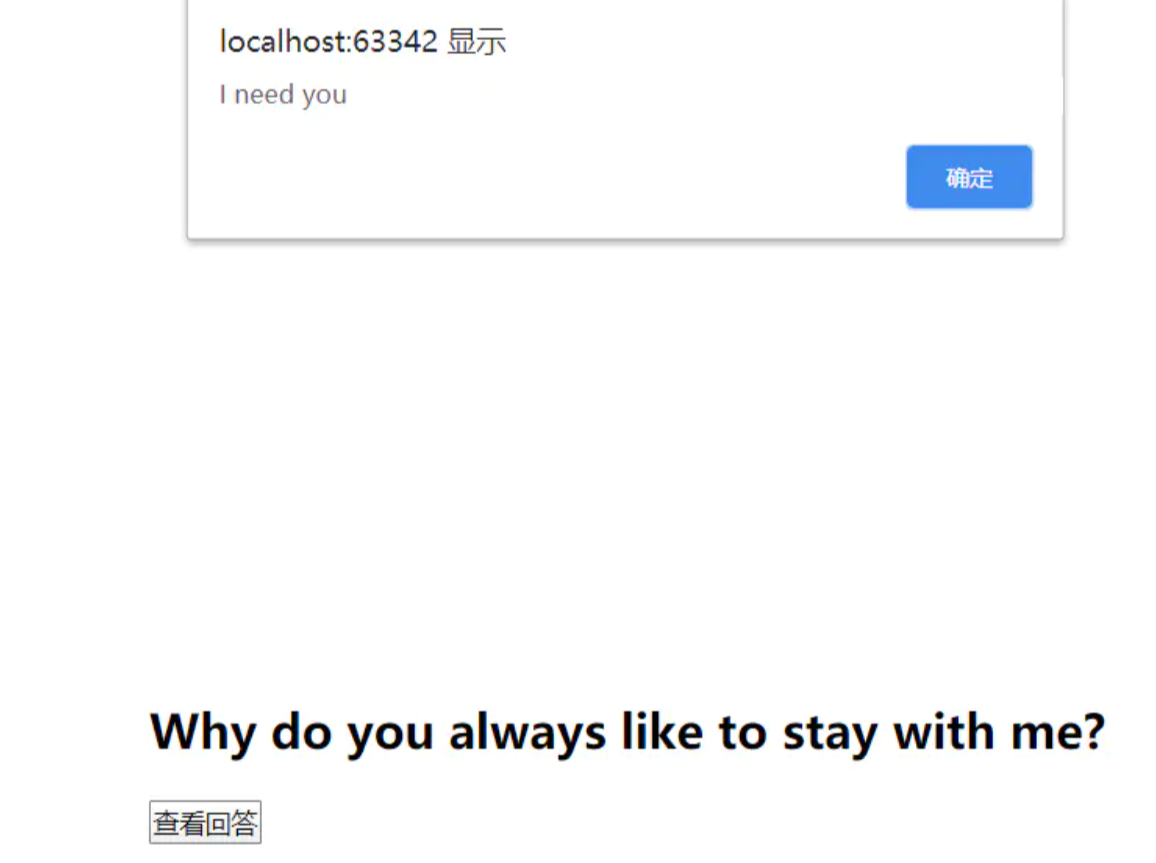 localhost:63342 显示
I need you
确定
Why do you always like to stay with me?
查看回答